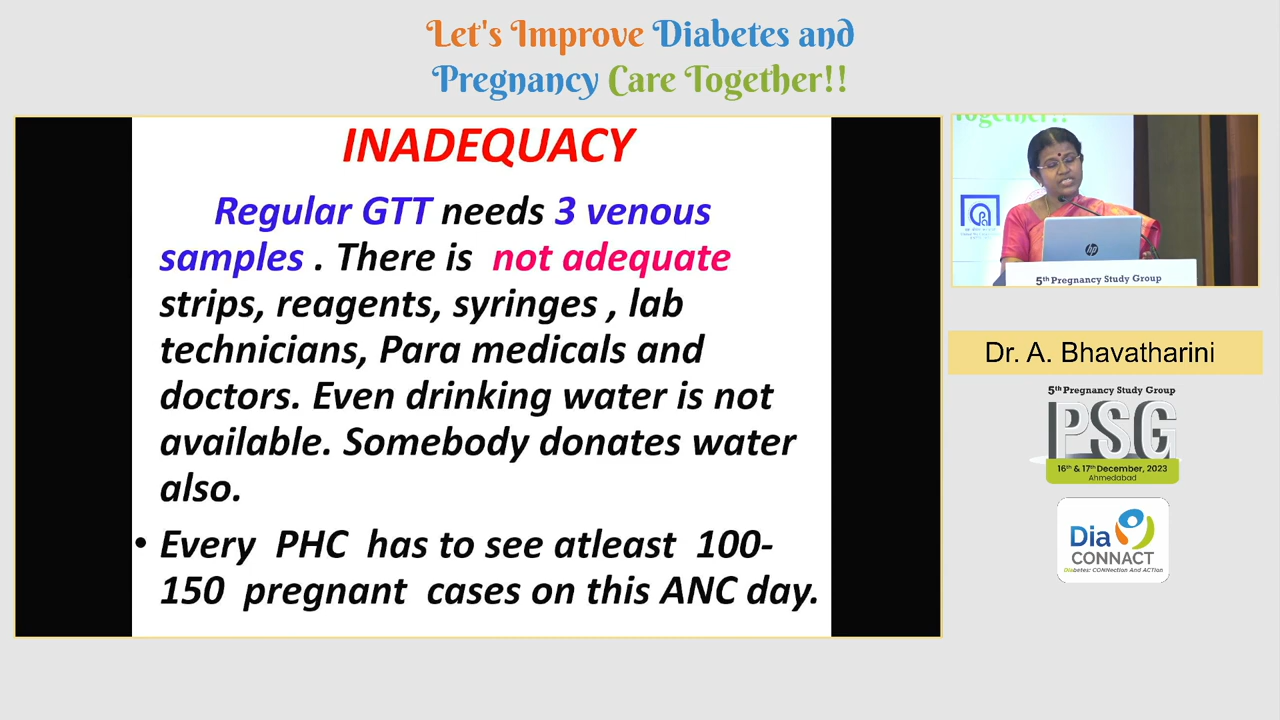 Let's Improve Diabetes and
Pregnancy Care Together!!
INADEQUACY
Regular GTT needs 3 venous
samples . There is not adequate
strips, reagents, syringes , lab
technicians, Para medicals and
doctors. Even drinking water is not
available. Somebody donates water
also.
• Every PHC has to see atleast 100-
150 pregnant cases on this ANC day.
Together!!
hp
5th Pregnancy Study Group
Dr. A. Bhavatharini
5th Pregnancy Study Group
PSG
16th & 17th December, 2023
Ahmedabad
Dia
CONNACT
Diabetes: CONNection And ACTion